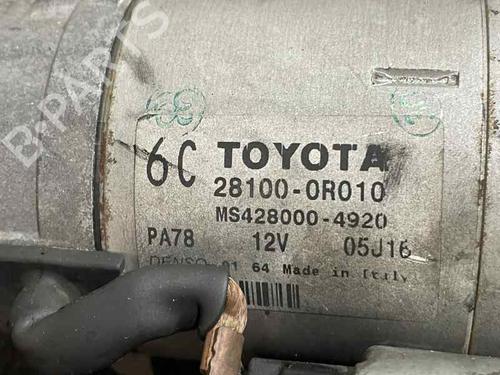 B-PARTS
6C TOYOTA
28100-0R010
MS428000-4920
PA78 12V 05J16
DENSO 01 64 Made in Italy